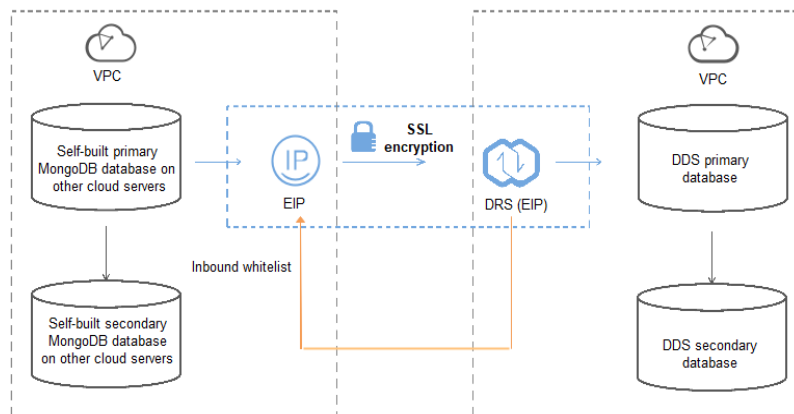 VPC
Self-built primary
MongoDB database on
other cloud servers
IP
EIP
SSL
encryption
DRS (EIP)
VPC
DDS primary
database
Inbound whitelist
Self-built secondary
MongoDB database
on other cloud servers
DDS secondary
database